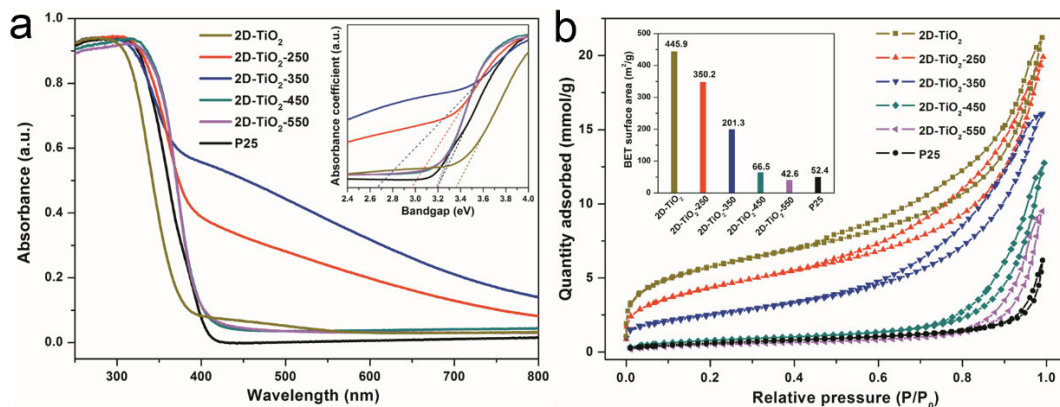 a
1.0
0.8
0.6
0.4
0.2
0.0
Absorbance (a.u.)
300
400
500
600
700
800
Wavelength (nm)
2D-TiO₂
2D-TiO₂-250
2D-TiO₂-350
2D-TiO₂-450
2D-TiO₂-550
P25
Absorbance coefficient (a.u.)
2.4
2.6
2.8
3.0
3.2
3.4
3.6
3.8
4.0
Bandgap (eV)
b
25
20
15
10
5
0
Quantity adsorbed (mmol/g)
0.0
0.2
0.4
0.6
0.8
1.0
Relative pressure (P/P₀)
500
400
300
200
100
0
BET surface area (m²/g)
445.9
350.2
201.3
66.5
42.6
52.4
2D-TiO₂
2D-TiO₂-250
2D-TiO₂-350
2D-TiO₂-450
2D-TiO₂-550
P25
2D-TiO₂
2D-TiO₂-250
2D-TiO₂-350
2D-TiO₂-450
2D-TiO₂-550
P25